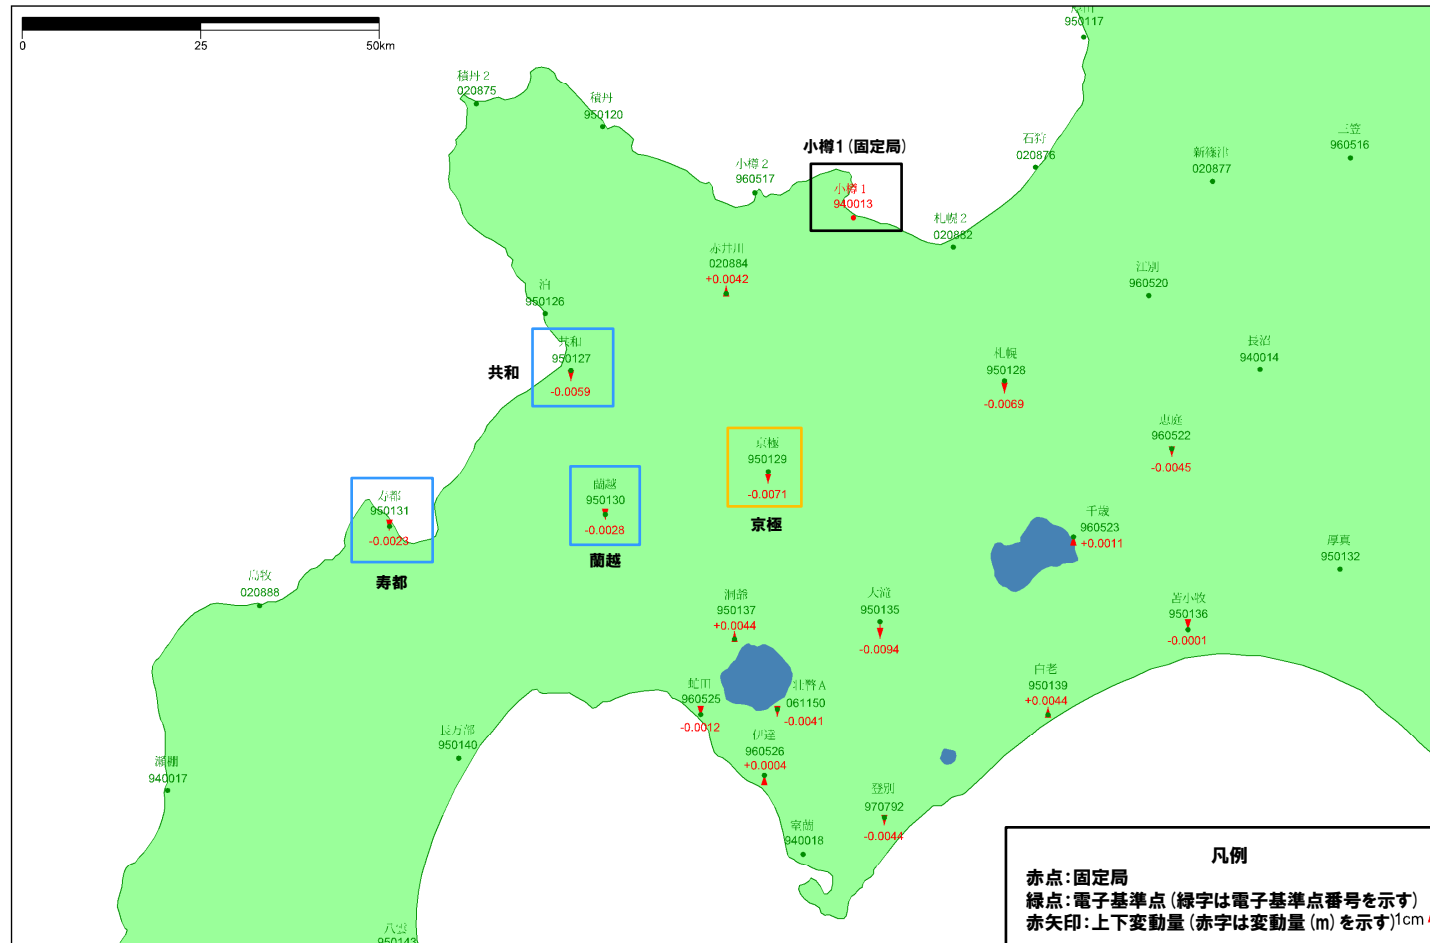 0 25 50km
950117
積丹２
020875
積丹
950120
小樽1（固定局）
小樽２
960517
小樽１
940013
石狩
020876
新篠津
020877
三笠
960516
札幌２
020882
赤井川
020884
+0.0042
江別
960520
泊
950126
共和
950127
-0.0059
共和
札幌
950128
-0.0069
長沼
940014
恵庭
960522
-0.0045
京極
950129
-0.0071
京極
蘭越
950130
-0.0028
蘭越
寿都
950131
-0.0023
寿都
千歳
960523
+0.0011
厚真
950132
島牧
020888
洞爺
950137
+0.0044
大滝
950135
-0.0094
苫小牧
950136
-0.0001
白老
950139
+0.0044
虻田
960525
-0.0012
壮瞥Ａ
061150
-0.0041
伊達
960526
+0.0004
長万部
950140
瀬棚
940017
登別
970792
-0.0044
室蘭
940018
八雲
950143
凡例
赤点：固定局
緑点：電子基準点（緑字は電子基準点番号を示す）
赤矢印：上下変動量（赤字は変動量（m）を示す）1cm